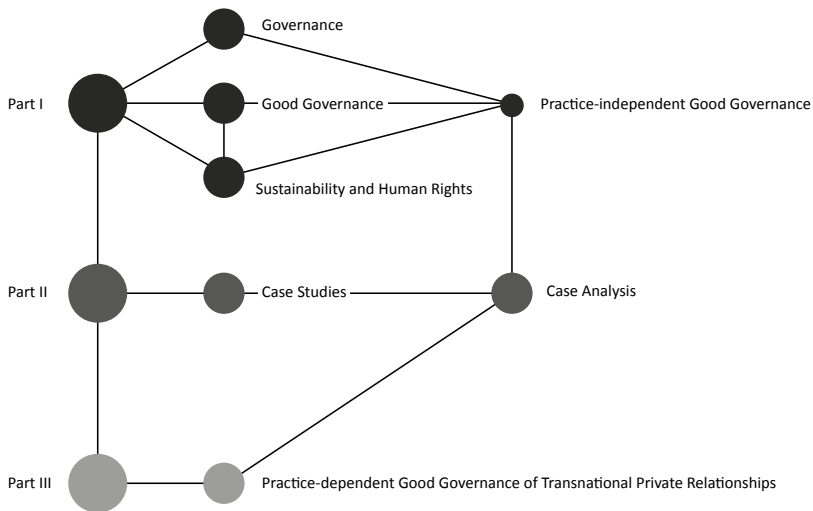 Governance
Part I
Good Governance
Practice-independent Good Governance
Sustainability and Human Rights
Part II
Case Studies
Case Analysis
Part III
Practice-dependent Good Governance of Transnational Private Relationships